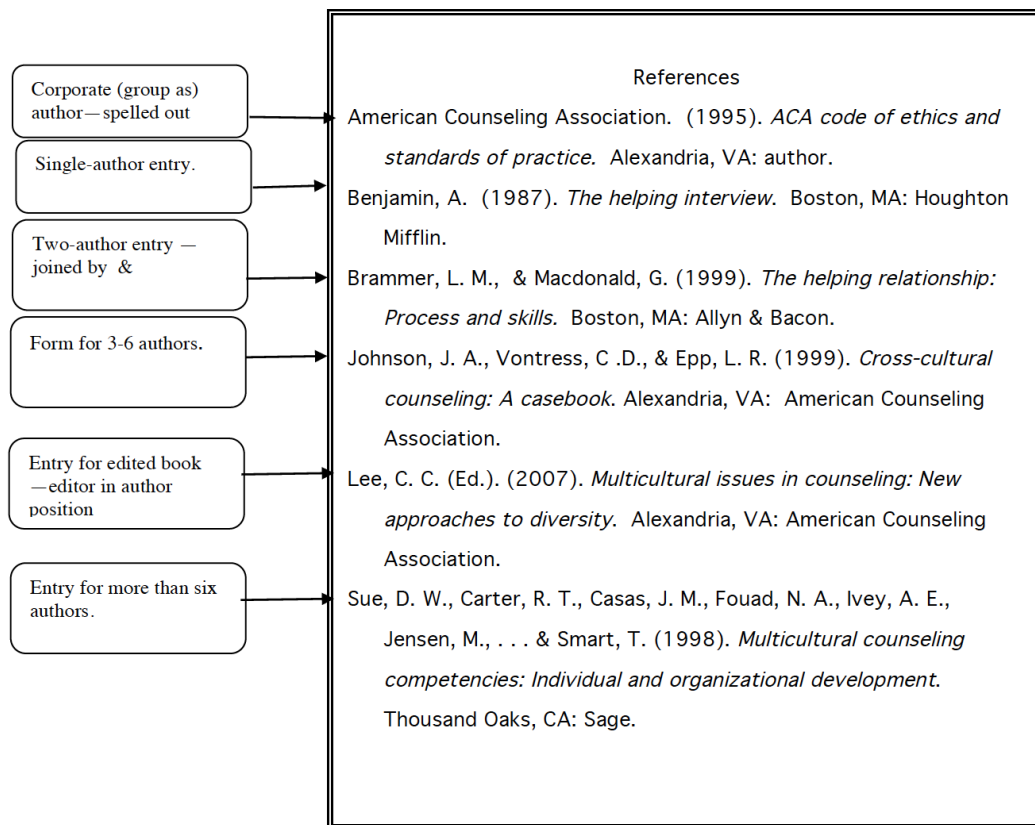 Corporate (group as)
author—spelled out
Single-author entry.
Two-author entry —
joined by &
Form for 3-6 authors.
Entry for edited book
—editor in author
position
Entry for more than six
authors.
References
American Counseling Association. (1995). ACA code of ethics and
standards of practice. Alexandria, VA: author.
Benjamin, A. (1987). The helping interview. Boston, MA: Houghton
Mifflin.
Brammer, L. M., & Macdonald, G. (1999). The helping relationship:
Process and skills. Boston, MA: Allyn & Bacon.
Johnson, J. A., Vontress, C .D., & Epp, L. R. (1999). Cross-cultural
counseling: A casebook. Alexandria, VA: American Counseling
Association.
Lee, C. C. (Ed.). (2007). Multicultural issues in counseling: New
approaches to diversity. Alexandria, VA: American Counseling
Association.
Sue, D. W., Carter, R. T., Casas, J. M., Fouad, N. A., Ivey, A. E.,
Jensen, M., . . . & Smart, T. (1998). Multicultural counseling
competencies: Individual and organizational development.
Thousand Oaks, CA: Sage.